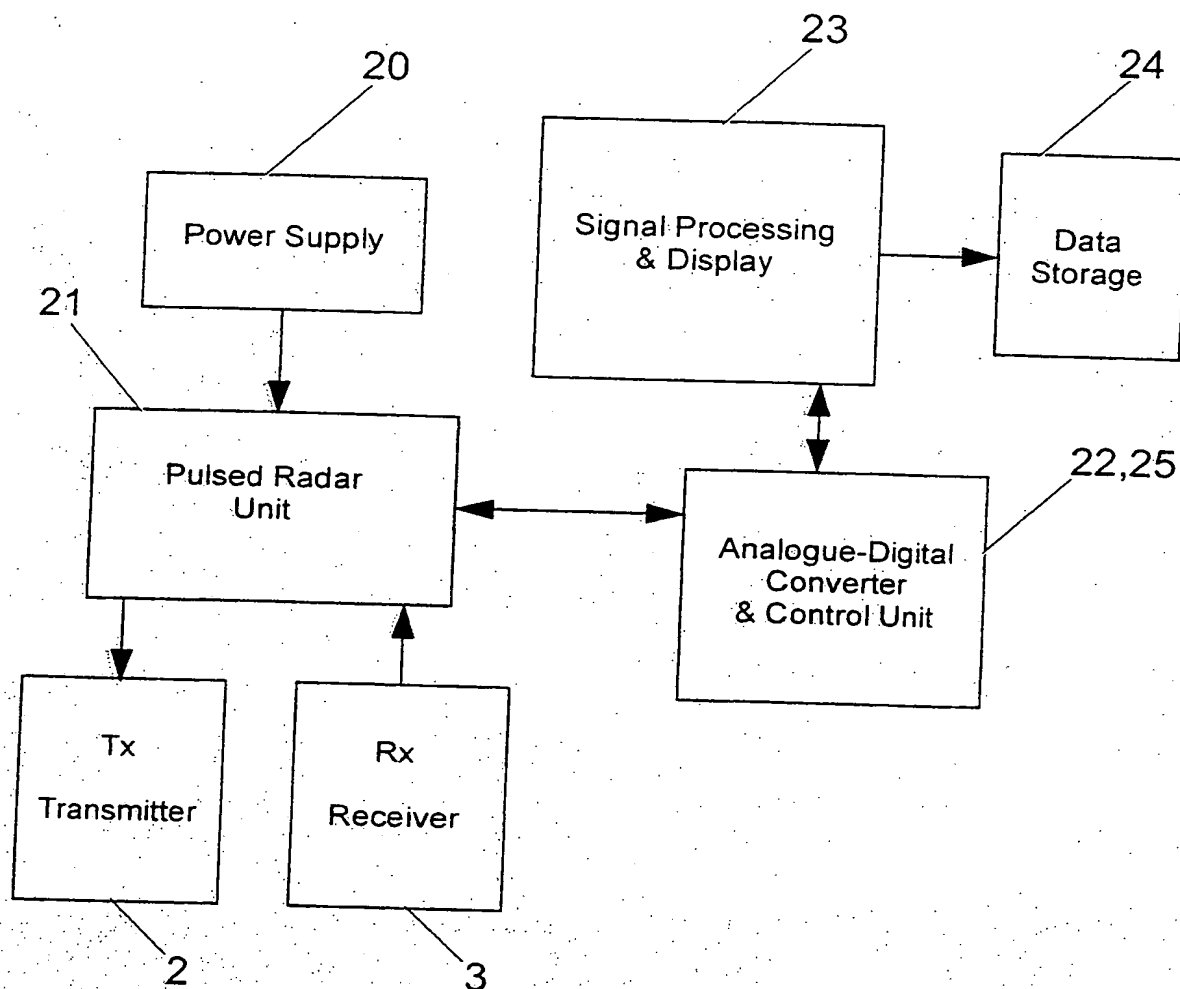 23
20
24
Power Supply
Signal Processing
& Display
Data
Storage
21
Pulsed Radar
Unit
22,25
Analogue-Digital
Converter
& Control Unit
Tx
Transmitter
Rx
Receiver
2
3